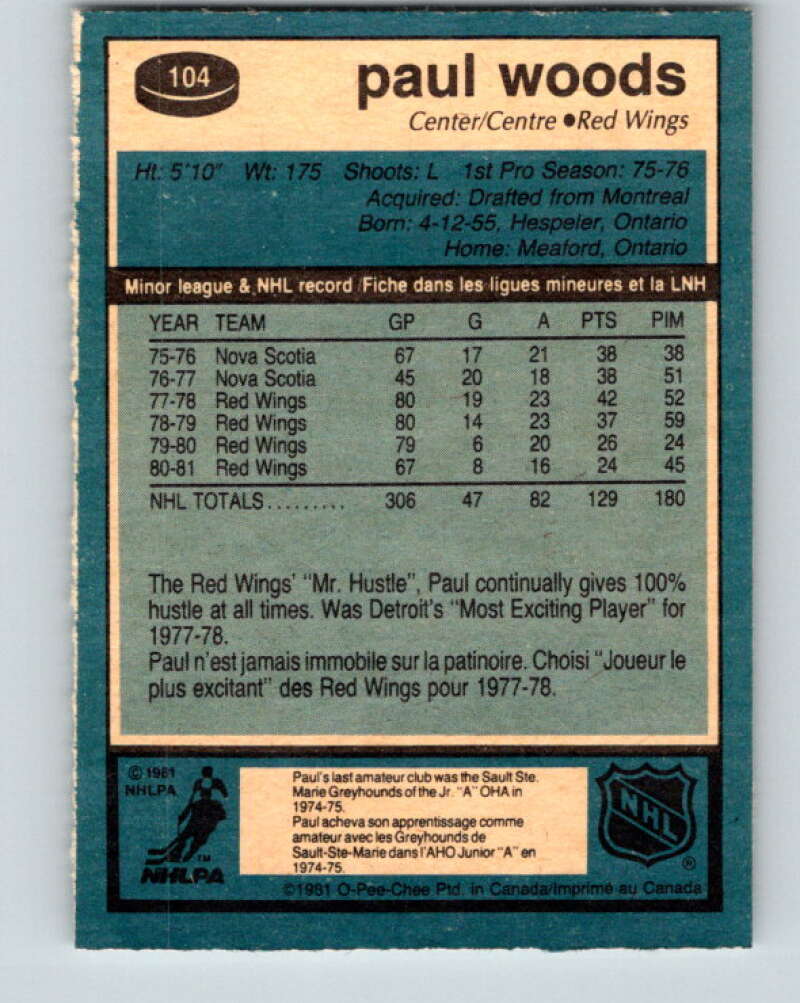 104
paul woods
Center/Centre ●Red Wings
Ht: 5'10" Wt: 175 Shoots: L 1st Pro Season: 75-76
Acquired: Drafted from Montreal
Born: 4-12-55, Hespeler, Ontario
Home: Meaford, Ontario
Minor league & NHL record/Fiche dans les ligues mineures et la LNH
YEAR TEAM GP G A PTS PIM
75-76 Nova Scotia 67 17 21 38 38
76-77 Nova Scotia 45 20 18 38 51
77-78 Red Wings 80 19 23 42 52
78-79 Red Wings 80 14 23 37 59
79-80 Red Wings 79 6 20 26 24
80-81 Red Wings 67 8 16 24 45
NHL TOTALS......... 306 47 82 129 180
The Red Wings' "Mr. Hustle", Paul continually gives 100%
hustle at all times. Was Detroit's "Most Exciting Player" for
1977-78.
Paul n'est jamais immobile sur la patinoire. Choisi "Joueur le
plus excitant" des Red Wings pour 1977-78.
©1981
NHLPA
TM
NHLPA
Paul's last amateur club was the Sault Ste.
Marie Greyhounds of the Jr. "A" OHA in
1974-75.
Paul acheva son apprentissage comme
amateur avec les Greyhounds de
Sault-Ste-Marie dans l'AHO Junior "A" en
1974-75.
NHL
®
©1981 O-Pee-Chee Ptd. in Canada/Imprimé au Canada